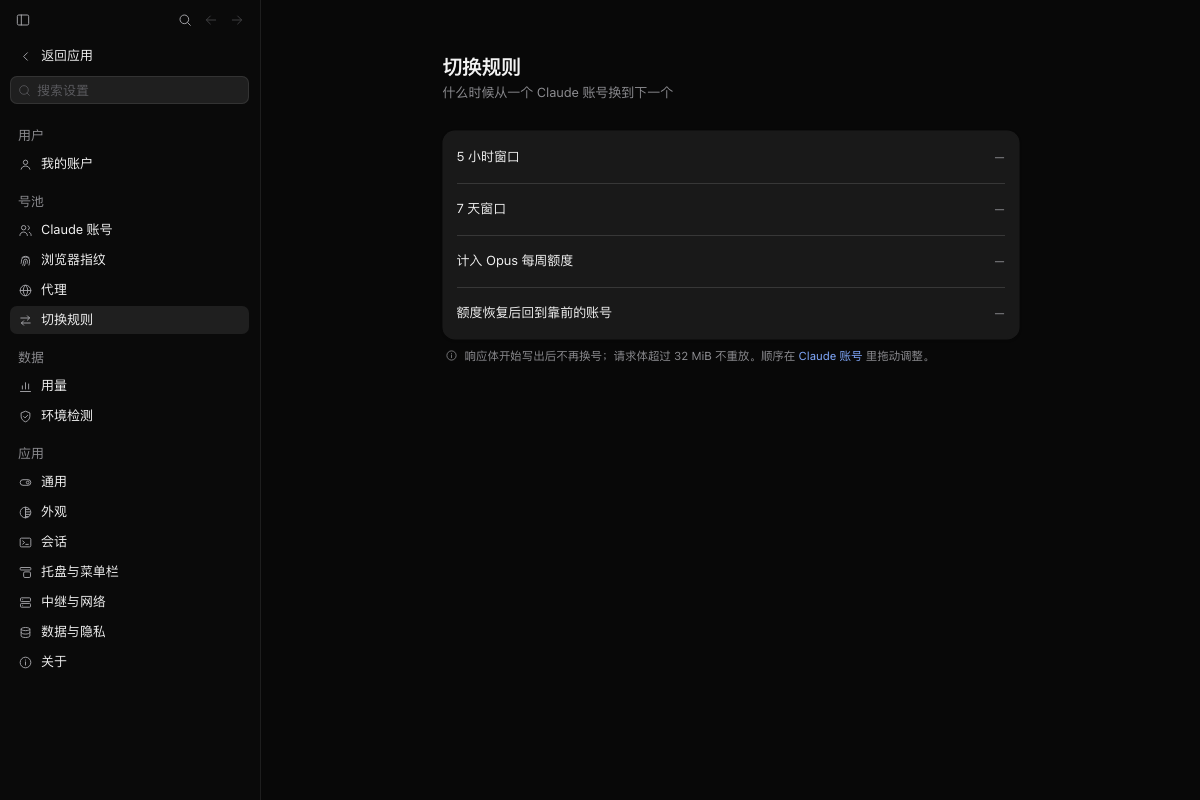 返回应用
搜索设置
用户
我的账户
号池
Claude 账号
浏览器指纹
代理
切换规则
数据
用量
环境检测
应用
通用
外观
会话
托盘与菜单栏
中继与网络
数据与隐私
关于
切换规则
什么时候从一个 Claude 账号换到下一个
5 小时窗口 —
7 天窗口 —
计入 Opus 每周额度 —
额度恢复后回到靠前的账号 —
响应体开始写出后不再换号；请求体超过 32 MiB 不重放。顺序在 Claude 账号 里拖动调整。